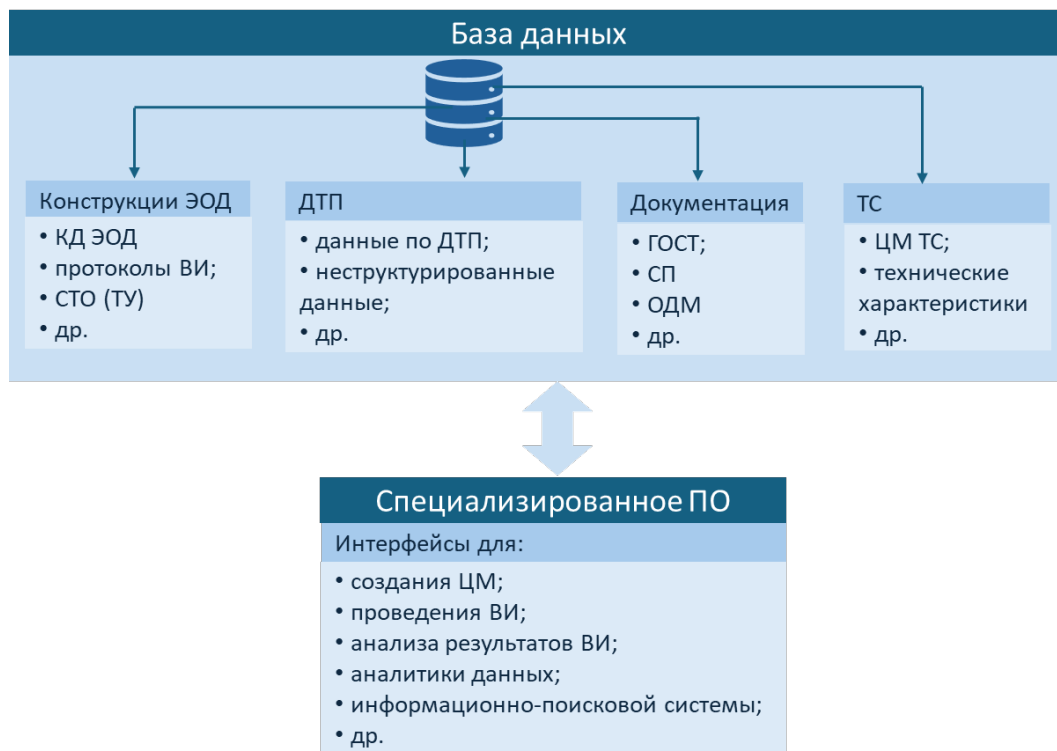 База данных
Конструкции ЭОД
• КД ЭОД
• протоколы ВИ;
• СТО (ТУ)
• др.
ДТП
• данные по ДТП;
• неструктурированные
данные;
• др.
Документация
• ГОСТ;
• СП
• ОДМ
• др.
ТС
• ЦМ ТС;
• технические
характеристики
• др.
Специализированное ПО
Интерфейсы для:
• создания ЦМ;
• проведения ВИ;
• анализа результатов ВИ;
• аналитики данных;
• информационно-поисковой системы;
• др.